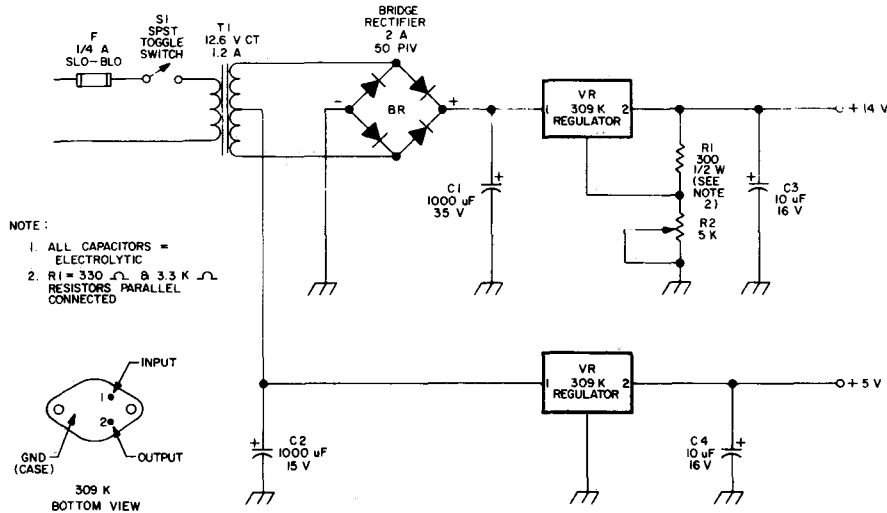 F
1/4 A
SLO-BLO
S1
SPST
TOGGLE
SWITCH
T1
12.6 V CT
1.2 A
BRIDGE
RECTIFIER
2 A
50 PIV
- BR +
1 VR 2
309 K
REGULATOR
+ 14 V
R1
300
1/2 W
(SEE
NOTE
2)
R2
5 K
+
C1
1000 uF
35 V
+
C3
10 uF
16 V
NOTE :
1. ALL CAPACITORS =
ELECTROLYTIC
2. R1 = 330 Ω & 3.3 K Ω
RESISTORS PARALLEL
CONNECTED
INPUT
1
2
GND
(CASE)
OUTPUT
309 K
BOTTOM VIEW
+
C2
1000 uF
15 V
1 VR 2
309 K
REGULATOR
+ 5 V
+
C4
10 uF
16 V